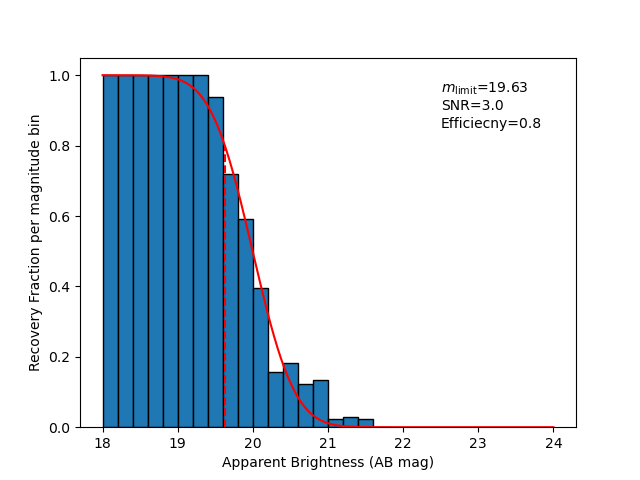 m_limit=19.63
SNR=3.0
Efficiecny=0.8
Recovery Fraction per magnitude bin
1.0
0.8
0.6
0.4
0.2
0.0
18 19 20 21 22 23 24
Apparent Brightness (AB mag)